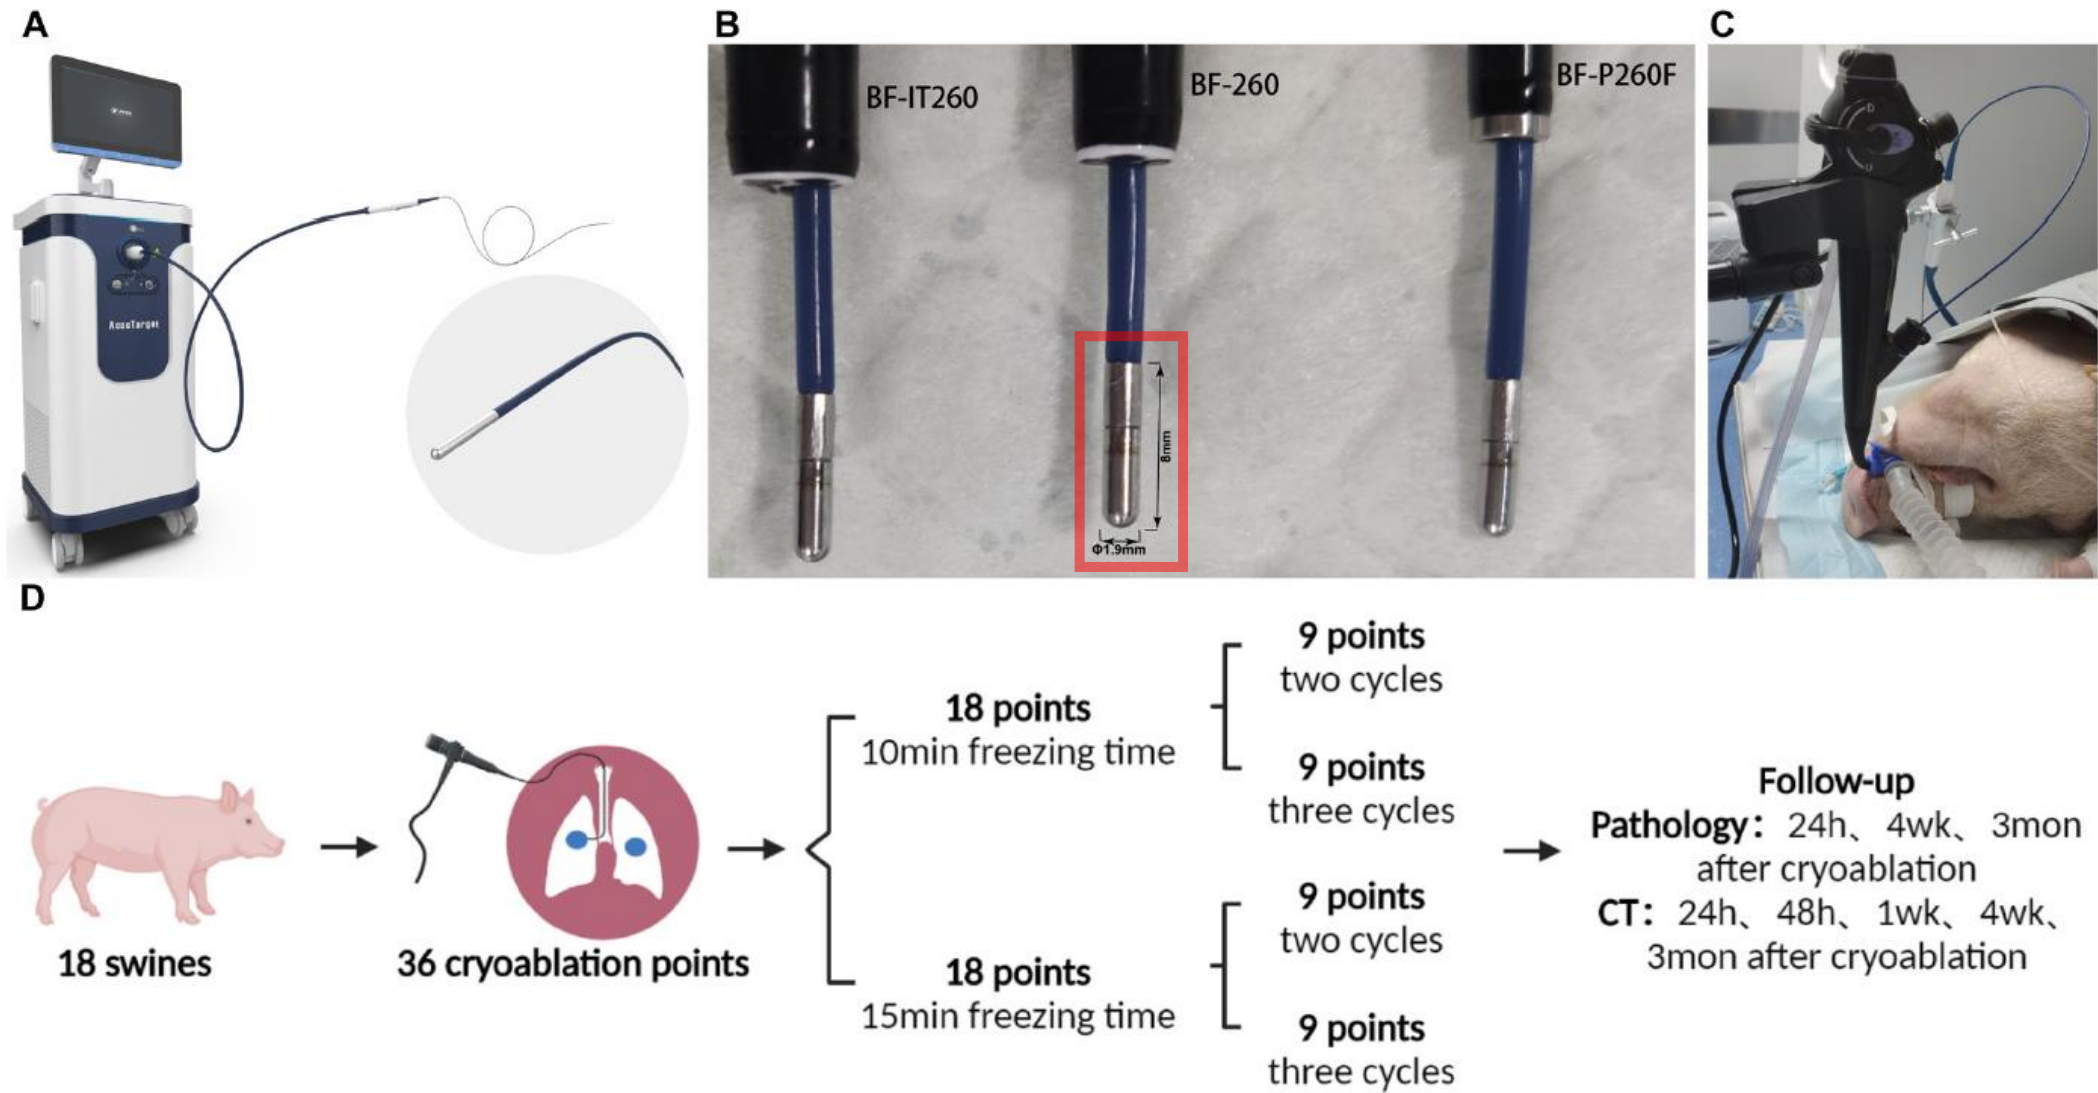 A
B
C
AccuTarget
BF-IT260
BF-260
BF-P260F
8mm
Φ1.9mm
D
U
D
18 swines
36 cryoablation points
18 points
10min freezing time
18 points
15min freezing time
9 points
two cycles
9 points
three cycles
9 points
two cycles
9 points
three cycles
Follow-up
Pathology： 24h、 4wk、 3mon
after cryoablation
CT： 24h、 48h、 1wk、 4wk、
3mon after cryoablation